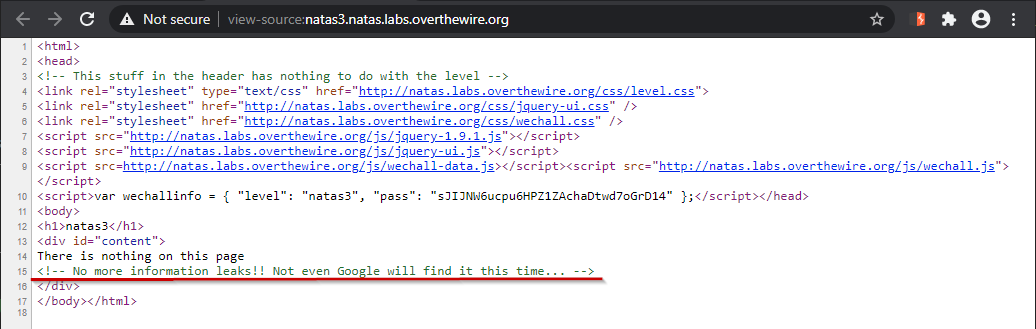 Not secure | view-source:natas3.natas.labs.overthewire.org
1 <html>
2 <head>
3 <!-- This stuff in the header has nothing to do with the level -->
4 <link rel="stylesheet" type="text/css" href="http://natas.labs.overthewire.org/css/level.css">
5 <link rel="stylesheet" href="http://natas.labs.overthewire.org/css/jquery-ui.css" />
6 <link rel="stylesheet" href="http://natas.labs.overthewire.org/css/wechall.css" />
7 <script src="http://natas.labs.overthewire.org/js/jquery-1.9.1.js"></script>
8 <script src="http://natas.labs.overthewire.org/js/jquery-ui.js"></script>
9 <script src=http://natas.labs.overthewire.org/js/wechall-data.js></script><script src="http://natas.labs.overthewire.org/js/wechall.js">
</script>
10 <script>var wechallinfo = { "level": "natas3", "pass": "sJIJNW6ucpu6HPZ1ZAchaDtwd7oGrD14" };</script></head>
11 <body>
12 <h1>natas3</h1>
13 <div id="content">
14 There is nothing on this page
15 <!-- No more information leaks!! Not even Google will find it this time... -->
16 </div>
17 </body></html>
18